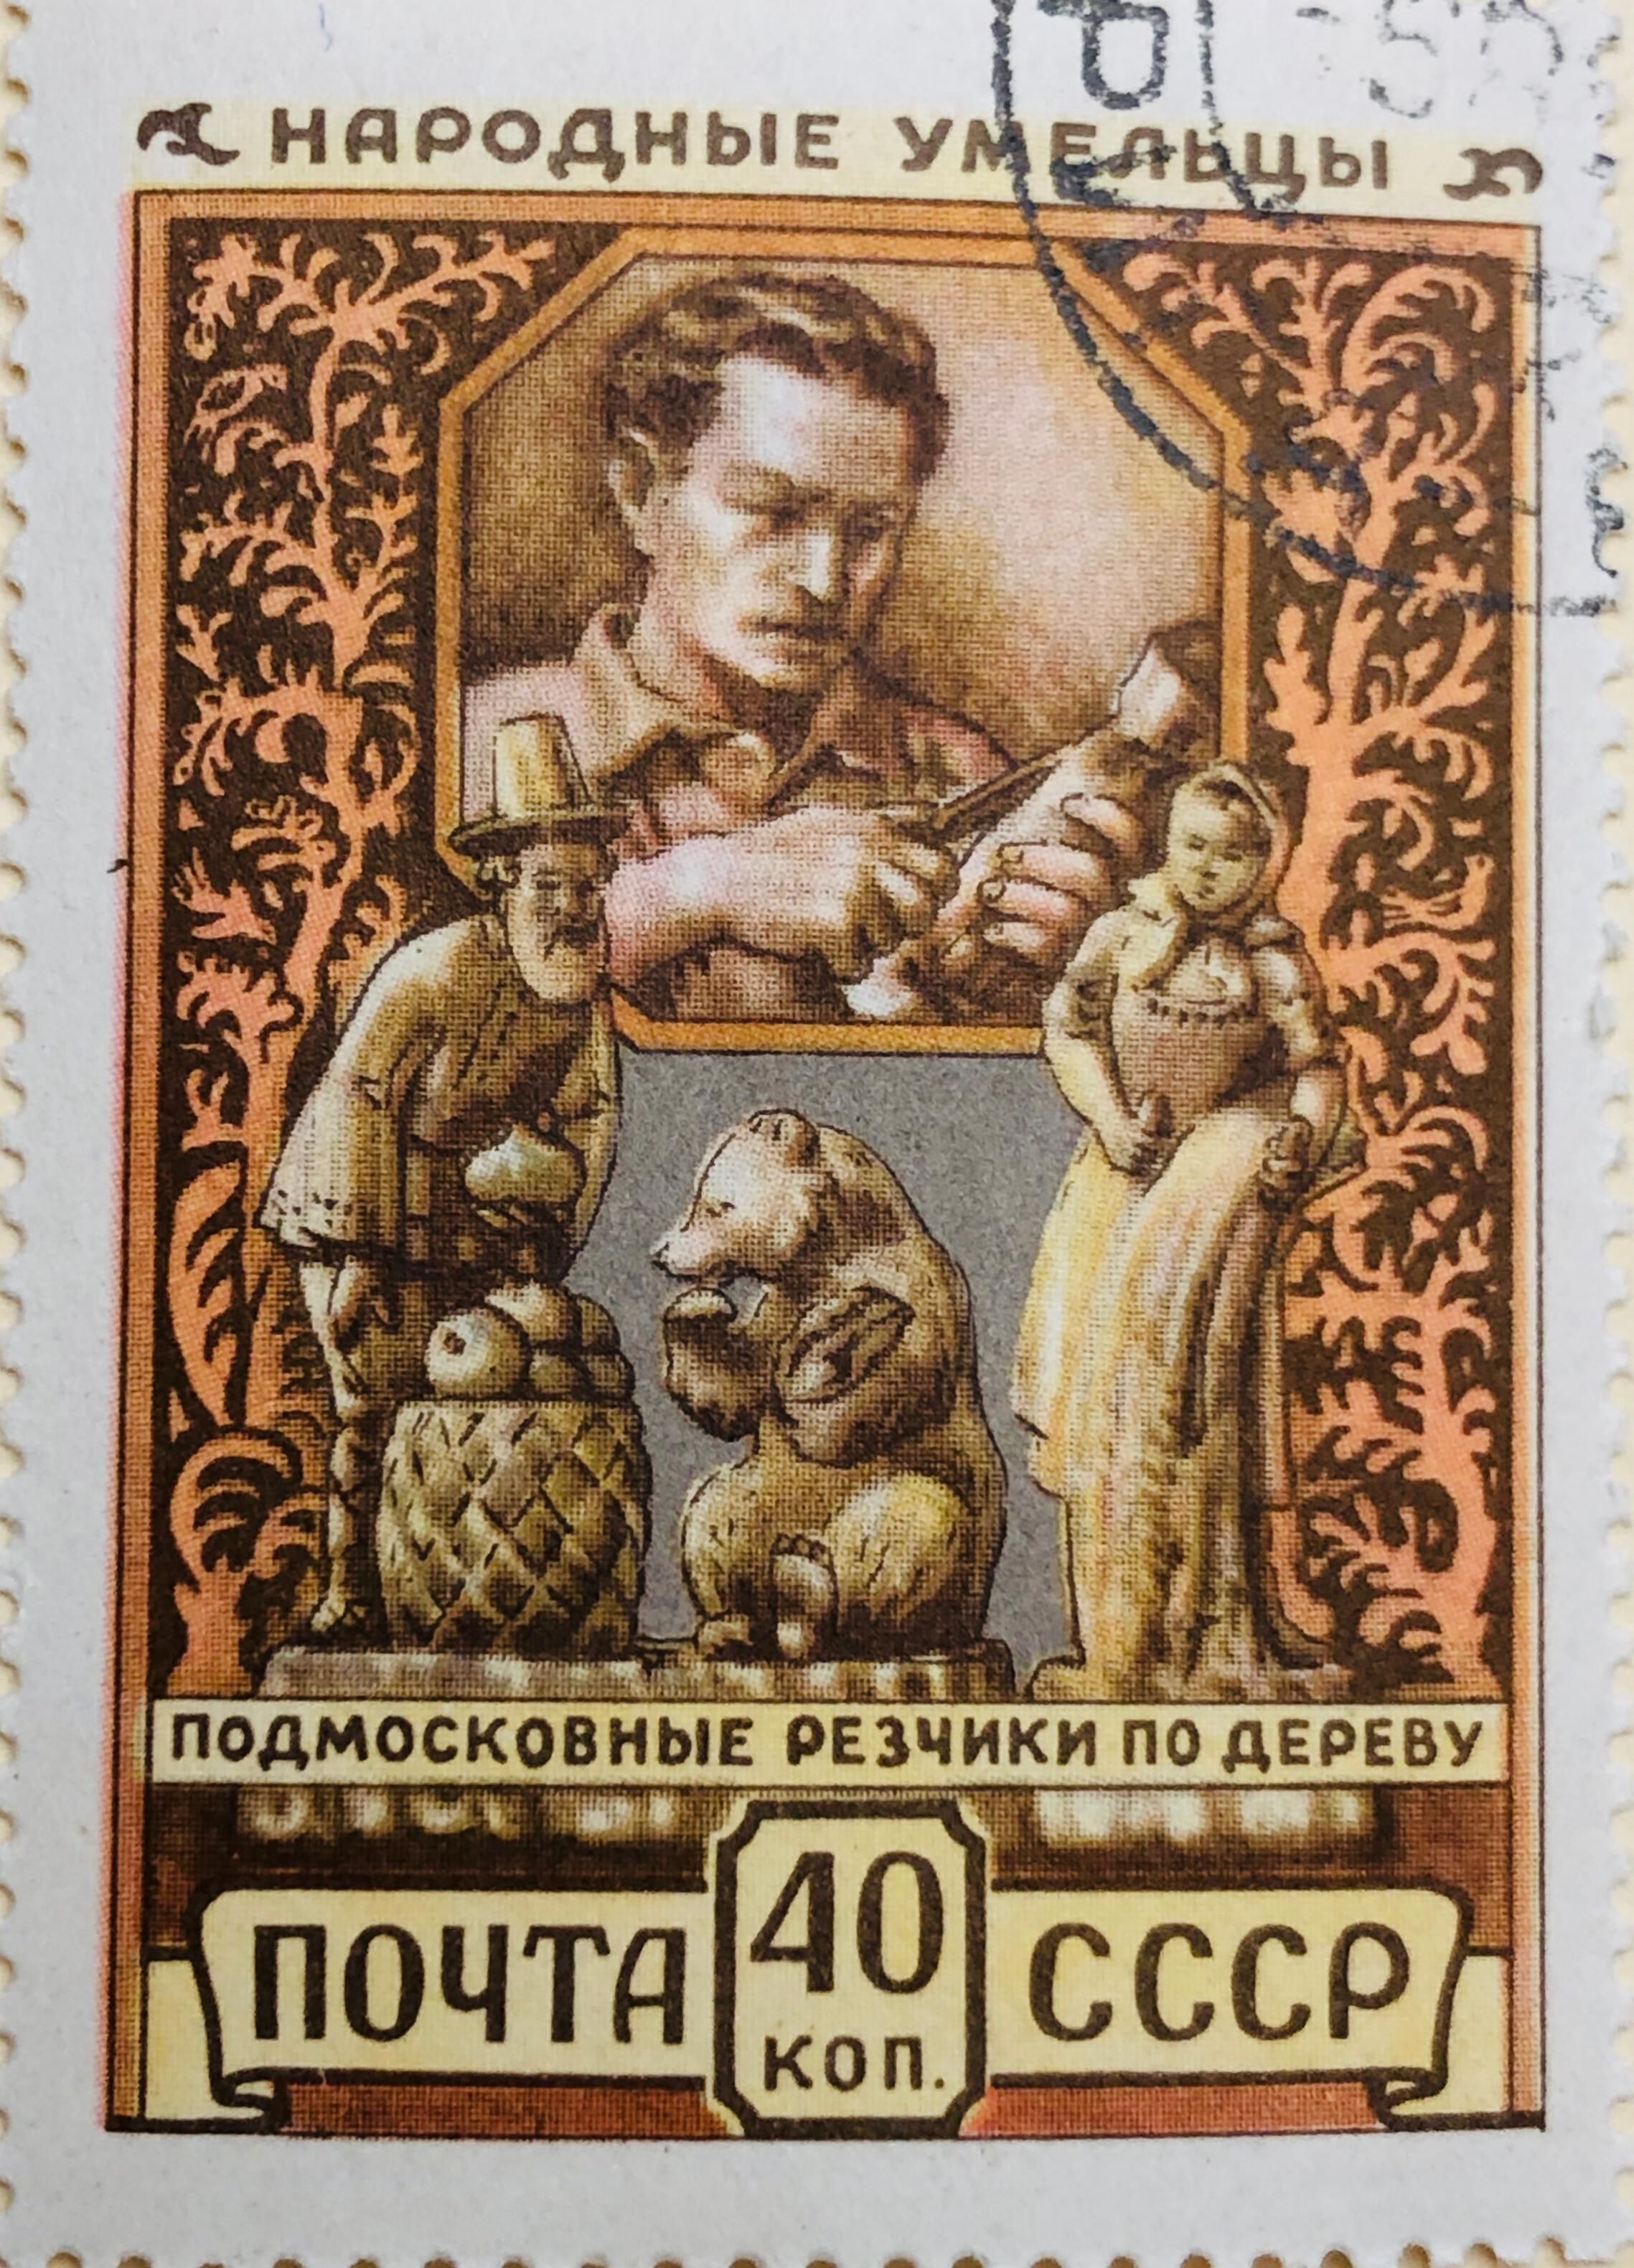 НАРОДНЫЕ УМЕЛЬЦЫ
ПОДМОСКОВНЫЕ РЕЗЧИКИ ПО ДЕРЕВУ
ПОЧТА 40 СССР
КОП.